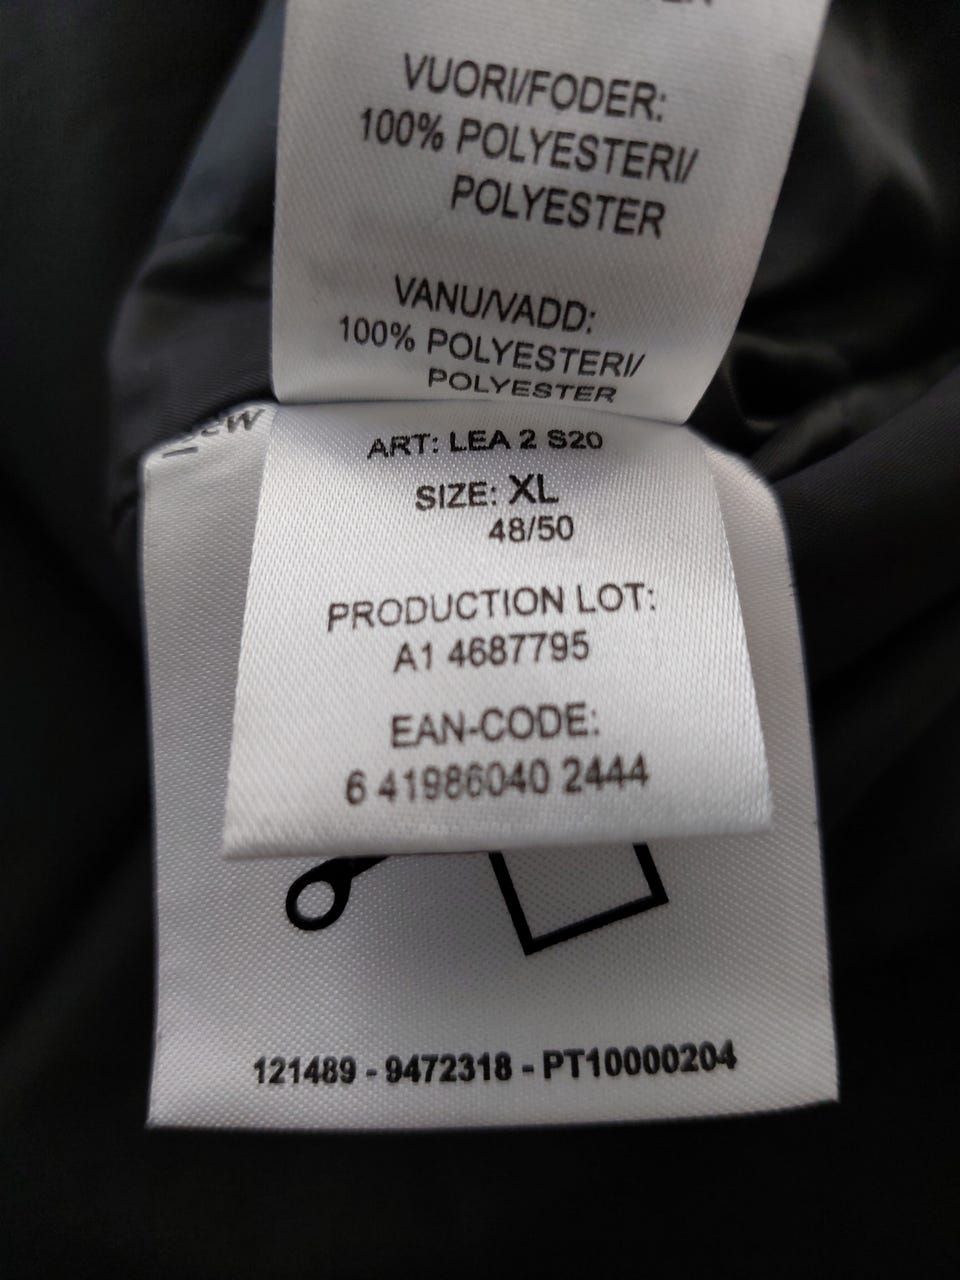 VUORI/FODER:
100% POLYESTERI/
POLYESTER
VANU/VADD:
100% POLYESTERI/
POLYESTER
ART: LEA 2 S20
SIZE: XL
48/50
PRODUCTION LOT:
A1 4687795
EAN-CODE:
6 41986040 2444
121489 - 9472318 - PT10000204